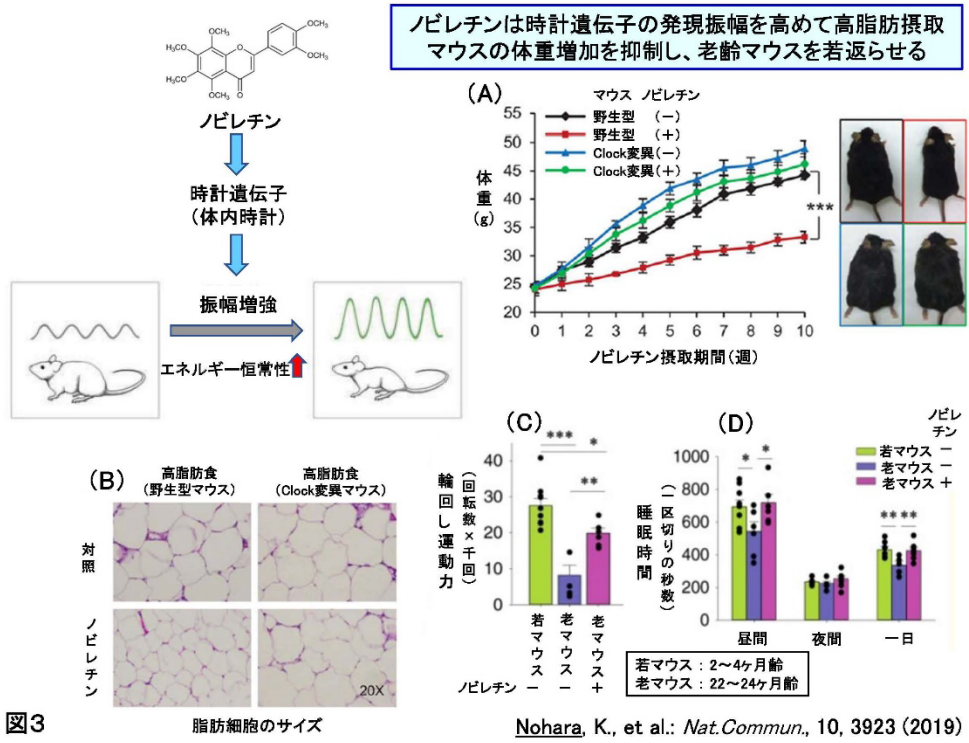 ノビレチンは時計遺伝子の発現振幅を高めて高脂肪摂取
マウスの体重増加を抑制し、老齢マウスを若返らせる
OCH₃
OCH₃
OCH₃
CH₃O
CH₃O
OCH₃
O
O
ノビレチン
時計遺伝子
(体内時計)
振幅増強
エネルギー恒常性
(A)
マウス ノビレチン
野生型 (−)
野生型 (+)
Clock変異(−)
Clock変異(+)
体重(g)
55
50
45
40
35
30
25
20
0 1 2 3 4 5 6 7 8 9 10
***
ノビレチン摂取期間(週)
(B)
高脂肪食
(野生型マウス)
高脂肪食
(Clock変異マウス)
対照
ノビレチン
20X
脂肪細胞のサイズ
(C)
輪回し運動力
(回転数×千回)
*** *
**
40
30
20
10
0
若マウス
老マウス
老マウス
ノビレチン − − +
(D)
ノビレチン
若マウス −
老マウス −
老マウス +
睡眠時間
(一区切りの秒数)
1000
800
600
400
200
0
* *
** **
昼間 夜間 一日
若マウス:2~4ヶ月齢
老マウス:22~24ヶ月齢
図3
Nohara, K., et al.: Nat.Commun., 10, 3923 (2019)